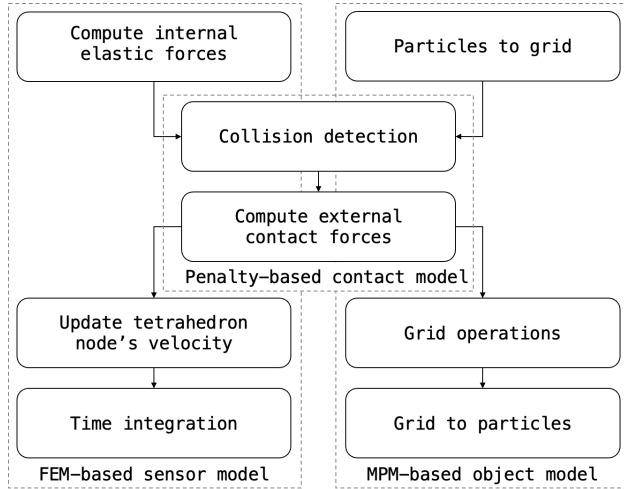 Compute internal
elastic forces
Particles to grid
Collision detection
Compute external
contact forces
Penalty-based contact model
Update tetrahedron
node's velocity
Grid operations
Time integration
Grid to particles
FEM-based sensor model
MPM-based object model